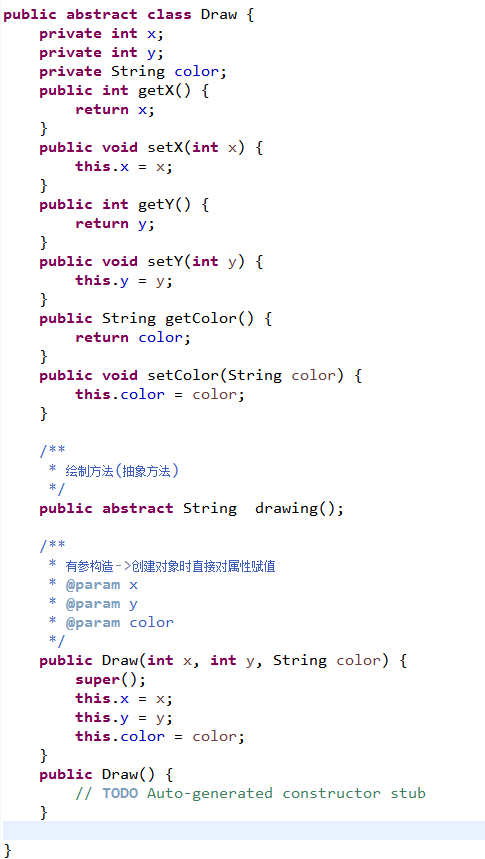 public abstract class Draw {
    private int x;
    private int y;
    private String color;
    public int getX() {
        return x;
    }
    public void setX(int x) {
        this.x = x;
    }
    public int getY() {
        return y;
    }
    public void setY(int y) {
        this.y = y;
    }
    public String getColor() {
        return color;
    }
    public void setColor(String color) {
        this.color = color;
    }

    /**
     * 绘制方法(抽象方法)
     */
    public abstract String  drawing();

    /**
     * 有参构造->创建对象时直接对属性赋值
     * @param x
     * @param y
     * @param color
     */
    public Draw(int x, int y, String color) {
        super();
        this.x = x;
        this.y = y;
        this.color = color;
    }
    public Draw() {
        // TODO Auto-generated constructor stub
    }

}